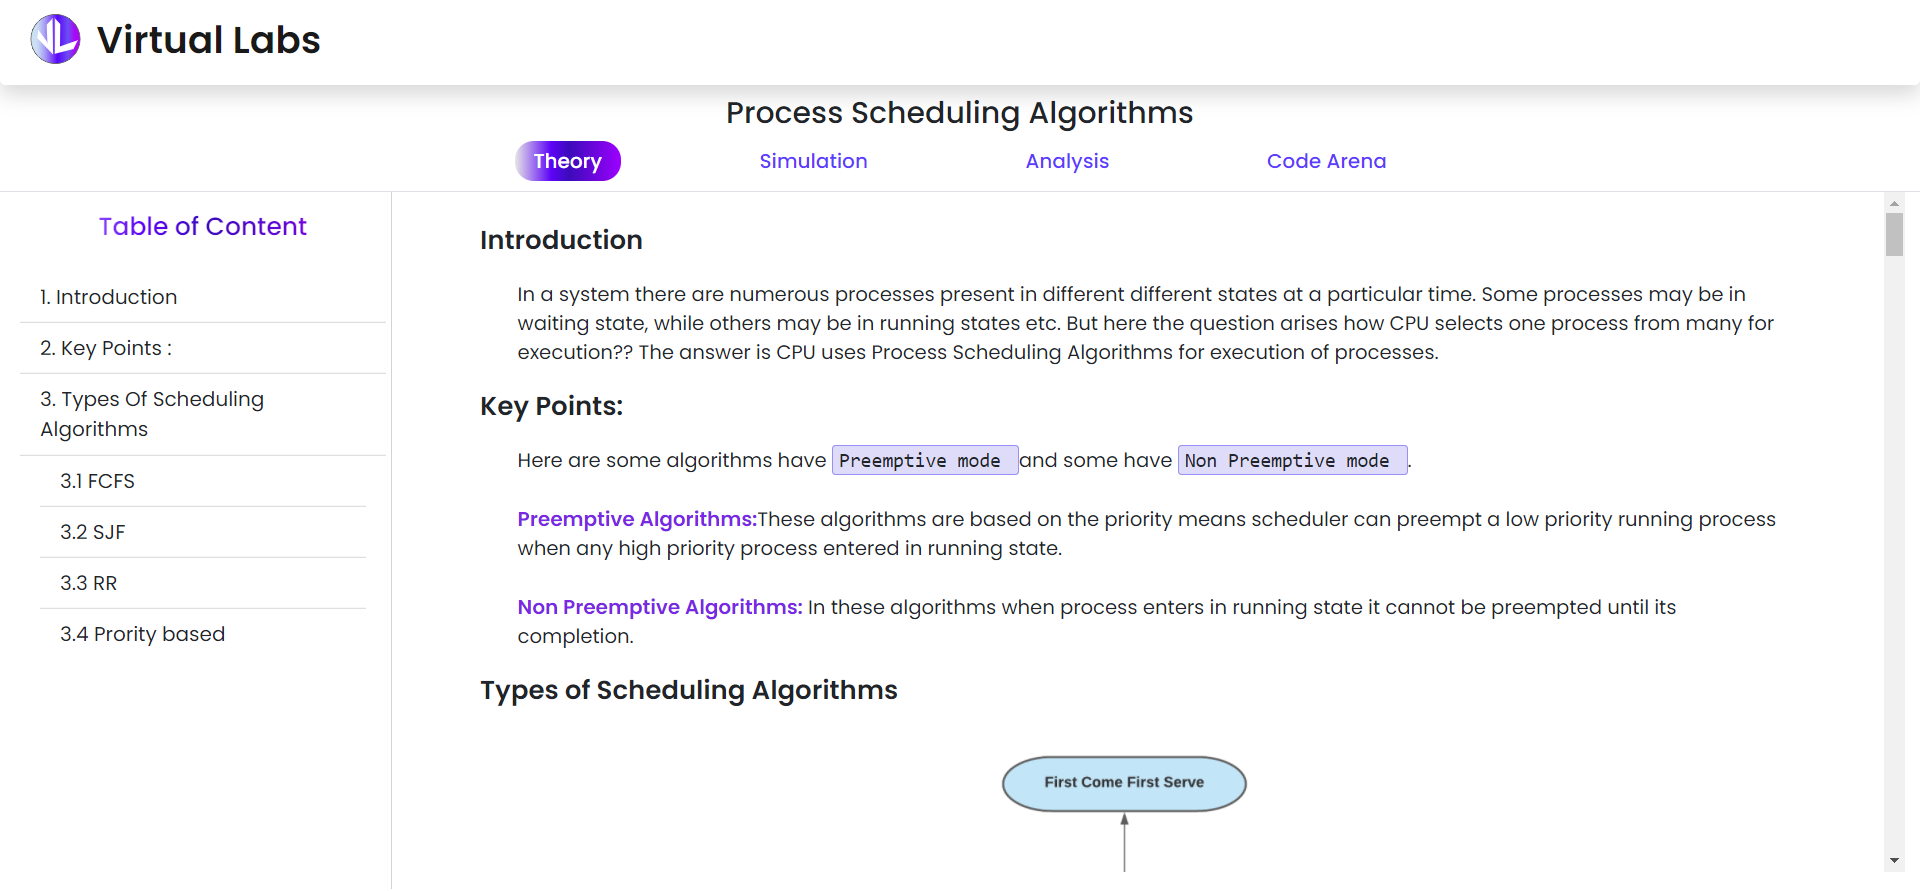 Virtual Labs
Process Scheduling Algorithms
Theory
Simulation
Analysis
Code Arena
Table of Content
1. Introduction
2. Key Points :
3. Types Of Scheduling
Algorithms
3.1 FCFS
3.2 SJF
3.3 RR
3.4 Prority based
Introduction
In a system there are numerous processes present in different different states at a particular time. Some processes may be in
waiting state, while others may be in running states etc. But here the question arises how CPU selects one process from many for
execution?? The answer is CPU uses Process Scheduling Algorithms for execution of processes.
Key Points:
Here are some algorithms have Preemptive mode and some have Non Preemptive mode .
Preemptive Algorithms:These algorithms are based on the priority means scheduler can preempt a low priority running process
when any high priority process entered in running state.
Non Preemptive Algorithms: In these algorithms when process enters in running state it cannot be preempted until its
completion.
Types of Scheduling Algorithms
First Come First Serve